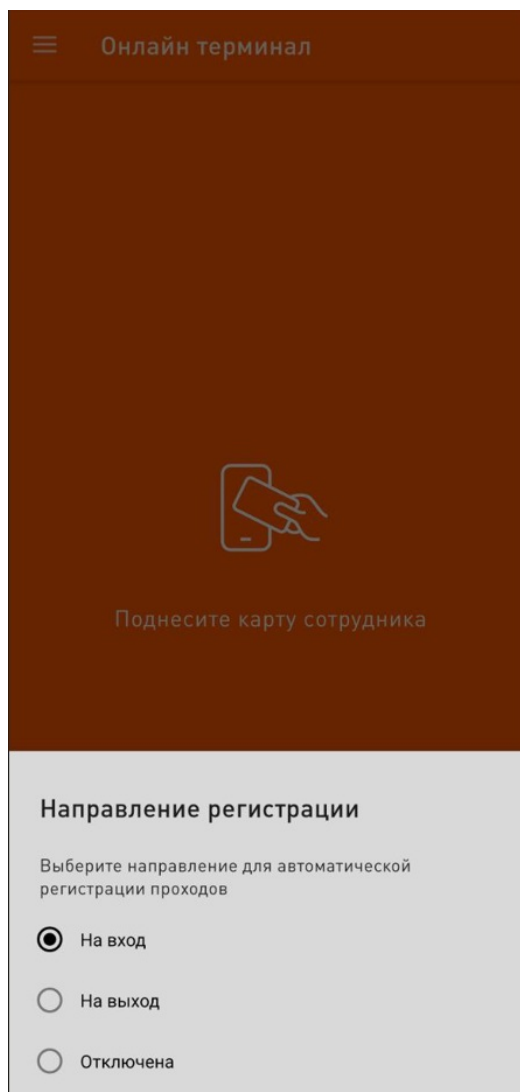 Онлайн терминал
Поднесите карту сотрудника
Направление регистрации
Выберите направление для автоматической
регистрации проходов
На вход
На выход
Отключена